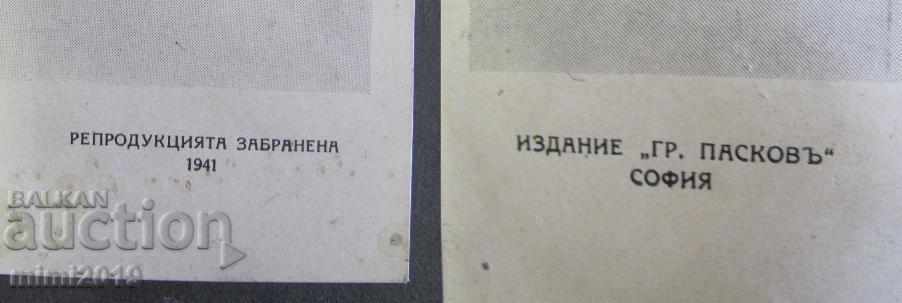 РЕПРОДУКЦИЯТА ЗАБРАНЕНА
1941
ИЗДАНИЕ „ГР. ПАСКОВЪ“
СОФИЯ
BALKAN
auction
mimi2019